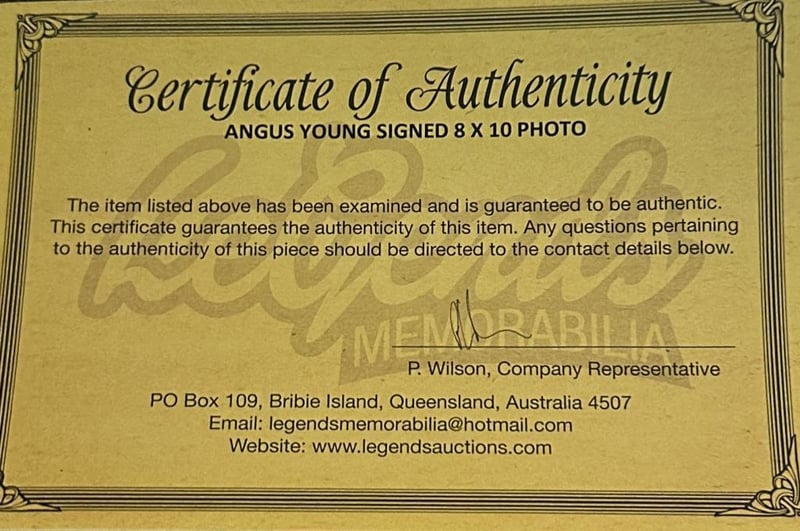 Certificate of Authenticity
ANGUS YOUNG SIGNED 8 X 10 PHOTO
The item listed above has been examined and is guaranteed to be authentic.
This certificate guarantees the authenticity of this item. Any questions pertaining
to the authenticity of this piece should be directed to the contact details below.
Legends
MEMORABILIA
P. Wilson, Company Representative
PO Box 109, Bribie Island, Queensland, Australia 4507
Email: legendsmemorabilia@hotmail.com
Website: www.legendsauctions.com